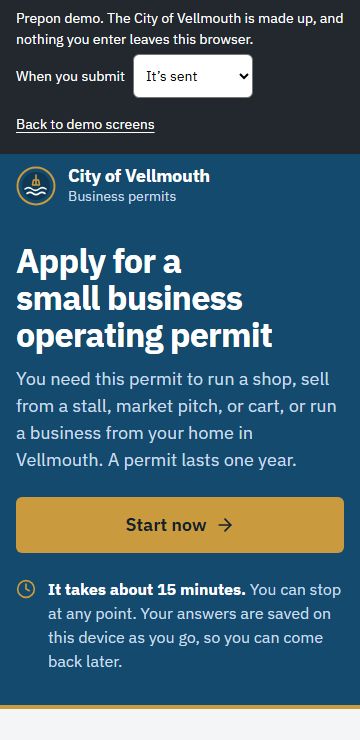 Prepon demo. The City of Vellmouth is made up, and
nothing you enter leaves this browser.
When you submit
It’s sent
Back to demo screens
City of Vellmouth
Business permits
Apply for a
small business
operating permit
You need this permit to run a shop, sell
from a stall, market pitch, or cart, or run
a business from your home in
Vellmouth. A permit lasts one year.
Start now
It takes about 15 minutes. You can stop
at any point. Your answers are saved on
this device as you go, so you can come
back later.